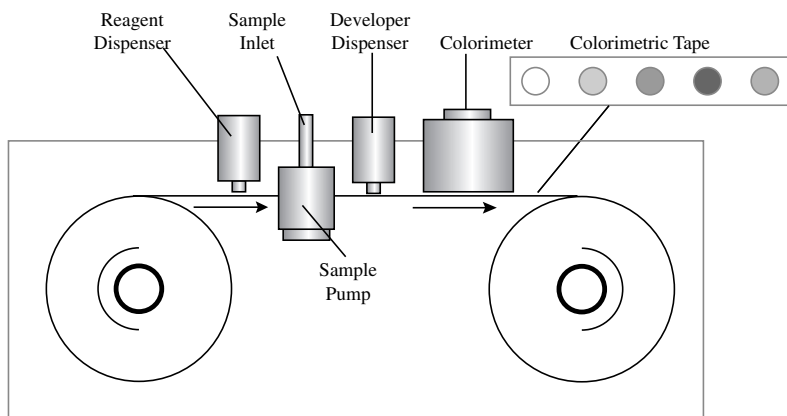 Reagent
Dispenser
Sample
Inlet
Developer
Dispenser
Colorimeter
Colorimetric Tape
Sample
Pump